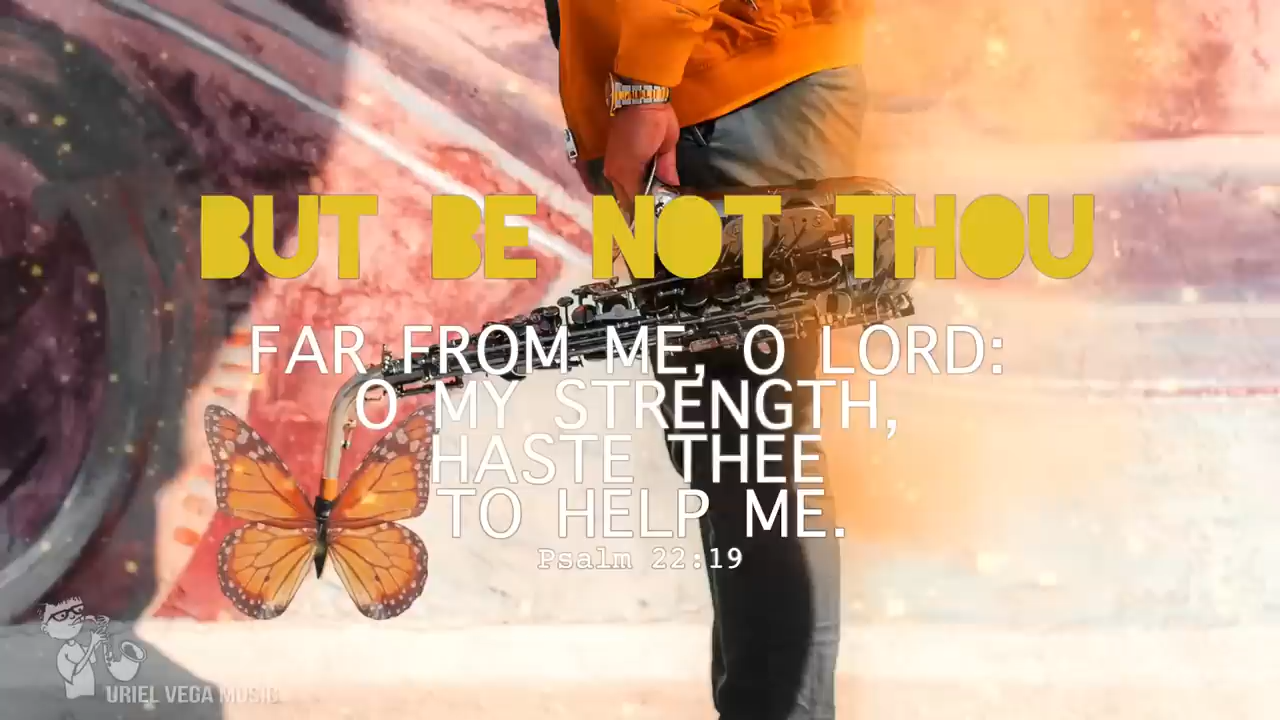 BUT BE NOT THOU
FAR FROM ME, O LORD:
O MY STRENGTH,
HASTE THEE
TO HELP ME.
Psalm 22:19
URIEL VEGA MUSIC